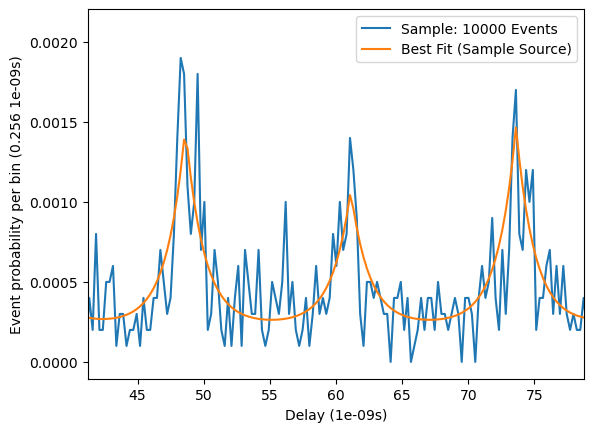 Sample: 10000 Events
Best Fit (Sample Source)
Event probability per bin (0.256 1e-09s)
0.0020
0.0015
0.0010
0.0005
0.0000
45 50 55 60 65 70 75
Delay (1e-09s)